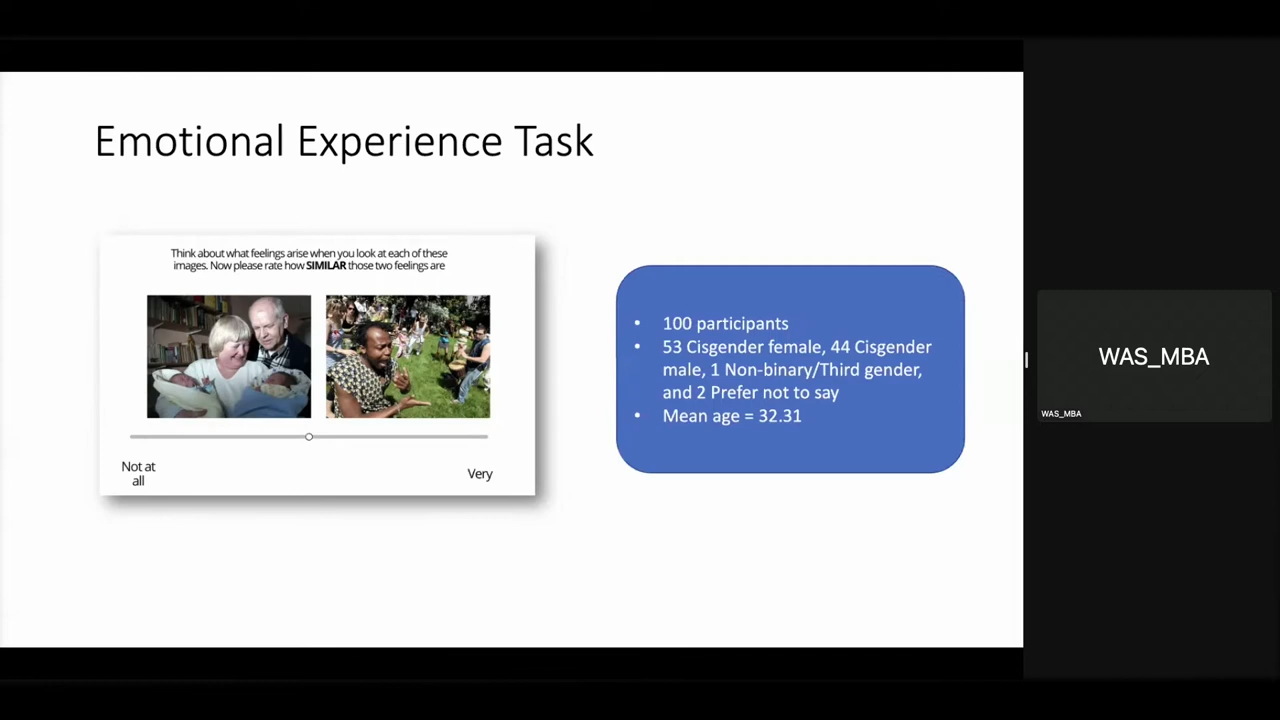 Emotional Experience Task
Think about what feelings arise when you look at each of these
images. Now please rate how SIMILAR those two feelings are
Not at
all
Very
• 100 participants
• 53 Cisgender female, 44 Cisgender
male, 1 Non-binary/Third gender,
and 2 Prefer not to say
• Mean age = 32.31
WAS_MBA
WAS_MBA